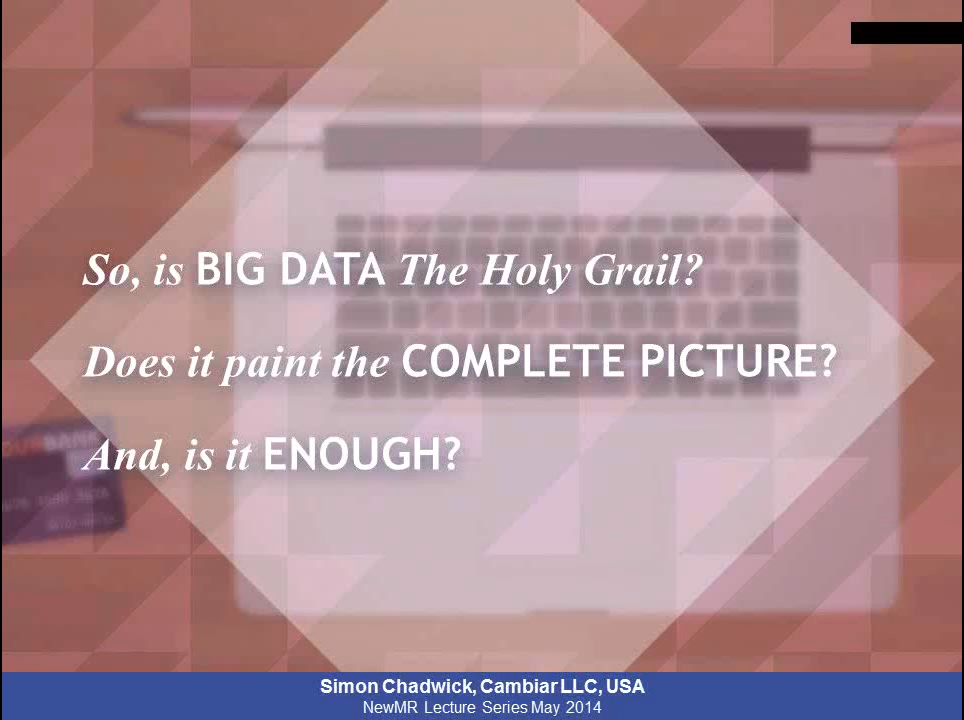 So, is BIG DATA The Holy Grail?
Does it paint the COMPLETE PICTURE?
And, is it ENOUGH?
BANK
Simon Chadwick, Cambiar LLC, USA
NewMR Lecture Series May 2014